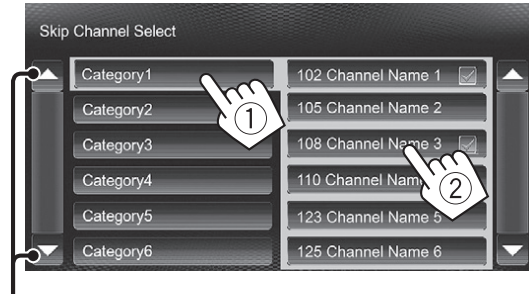 Skip Channel Select
Category1
102 Channel Name 1
1
Category2
105 Channel Name 2
Category3
108 Channel Name 3
Category4
110 Channel Nam
2
Category5
123 Channel Name 5
Category6
125 Channel Name 6